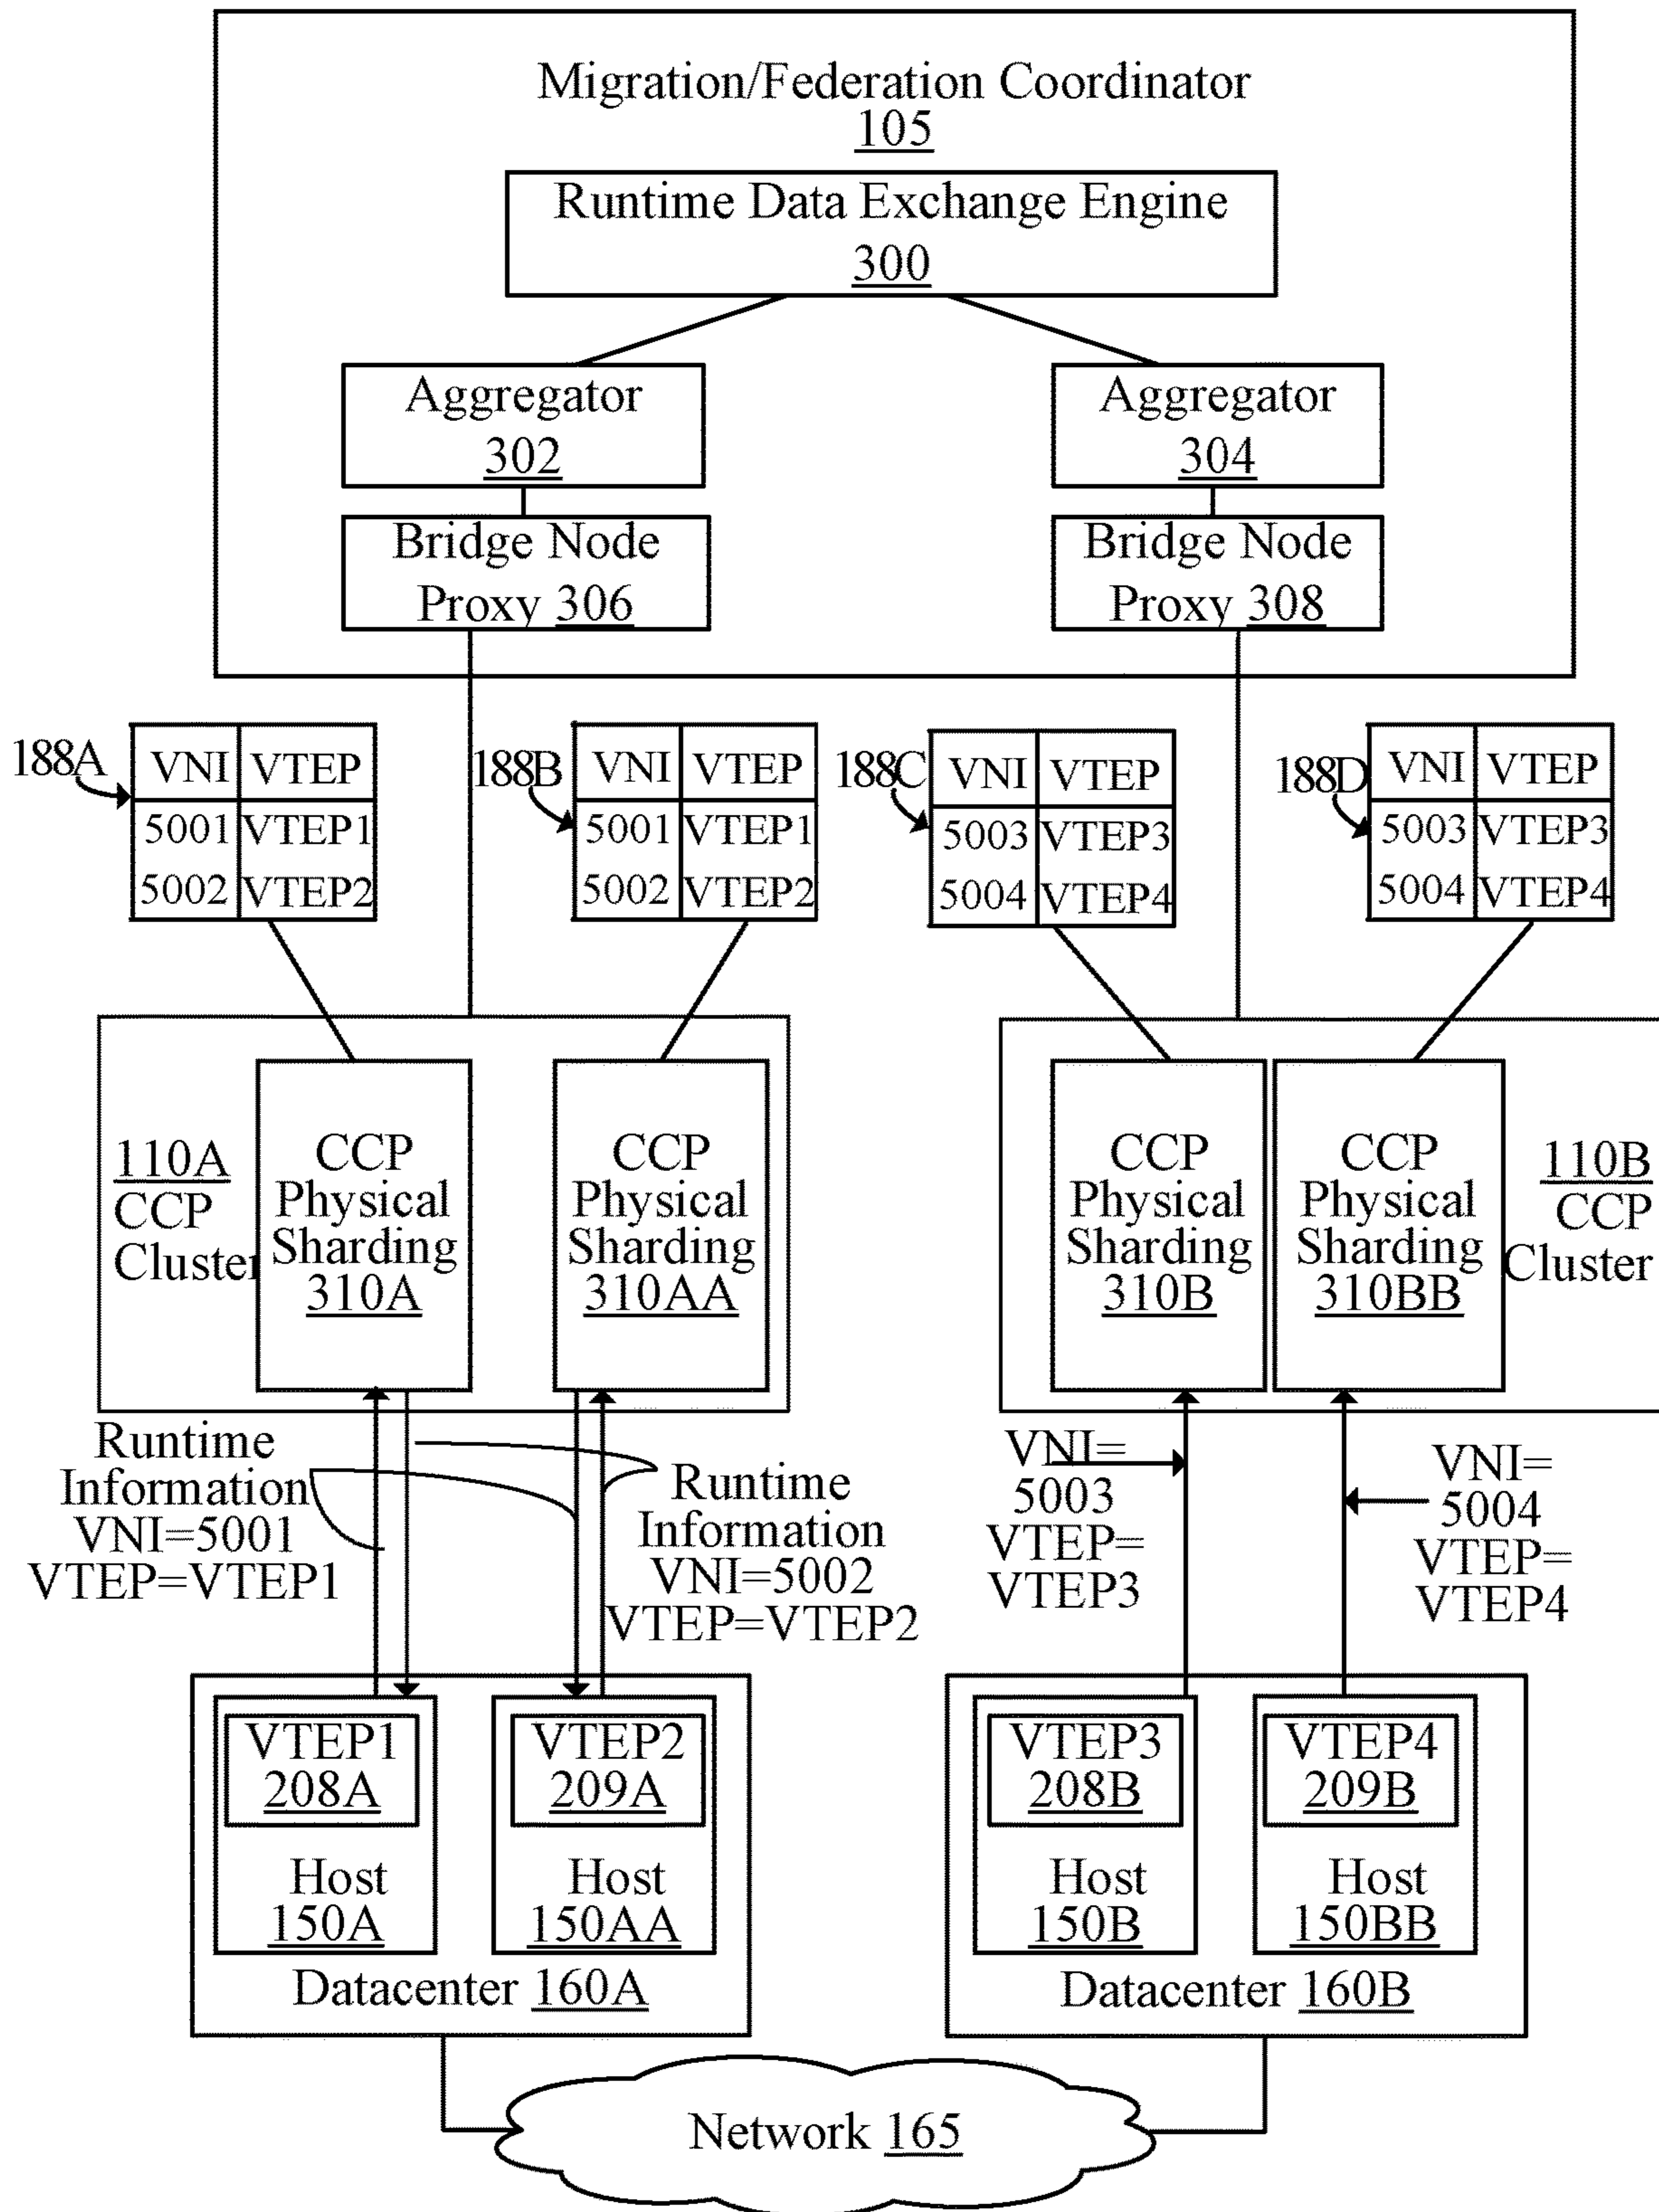 Migration/Federation Coordinator
105
Runtime Data Exchange Engine
300
Aggregator
302
Aggregator
304
Bridge Node
Proxy 306
Bridge Node
Proxy 308
188A
VNI VTEP
5001 VTEP1
5002 VTEP2
188B
VNI VTEP
5001 VTEP1
5002 VTEP2
188C
VNI VTEP
5003 VTEP3
5004 VTEP4
188D
VNI VTEP
5003 VTEP3
5004 VTEP4
110A
CCP
Cluster
CCP
Physical
Sharding
310A
CCP
Physical
Sharding
310AA
CCP
Physical
Sharding
310B
CCP
Physical
Sharding
310BB
110B
CCP
Cluster
Runtime
Information
VNI=5001
VTEP=VTEP1
Runtime
Information
VNI=5002
VTEP=VTEP2
VNI=
5003
VTEP=
VTEP3
VNI=
5004
VTEP=
VTEP4
VTEP1
208A
Host
150A
VTEP2
209A
Host
150AA
Datacenter 160A
VTEP3
208B
Host
150B
VTEP4
209B
Host
150BB
Datacenter 160B
Network 165